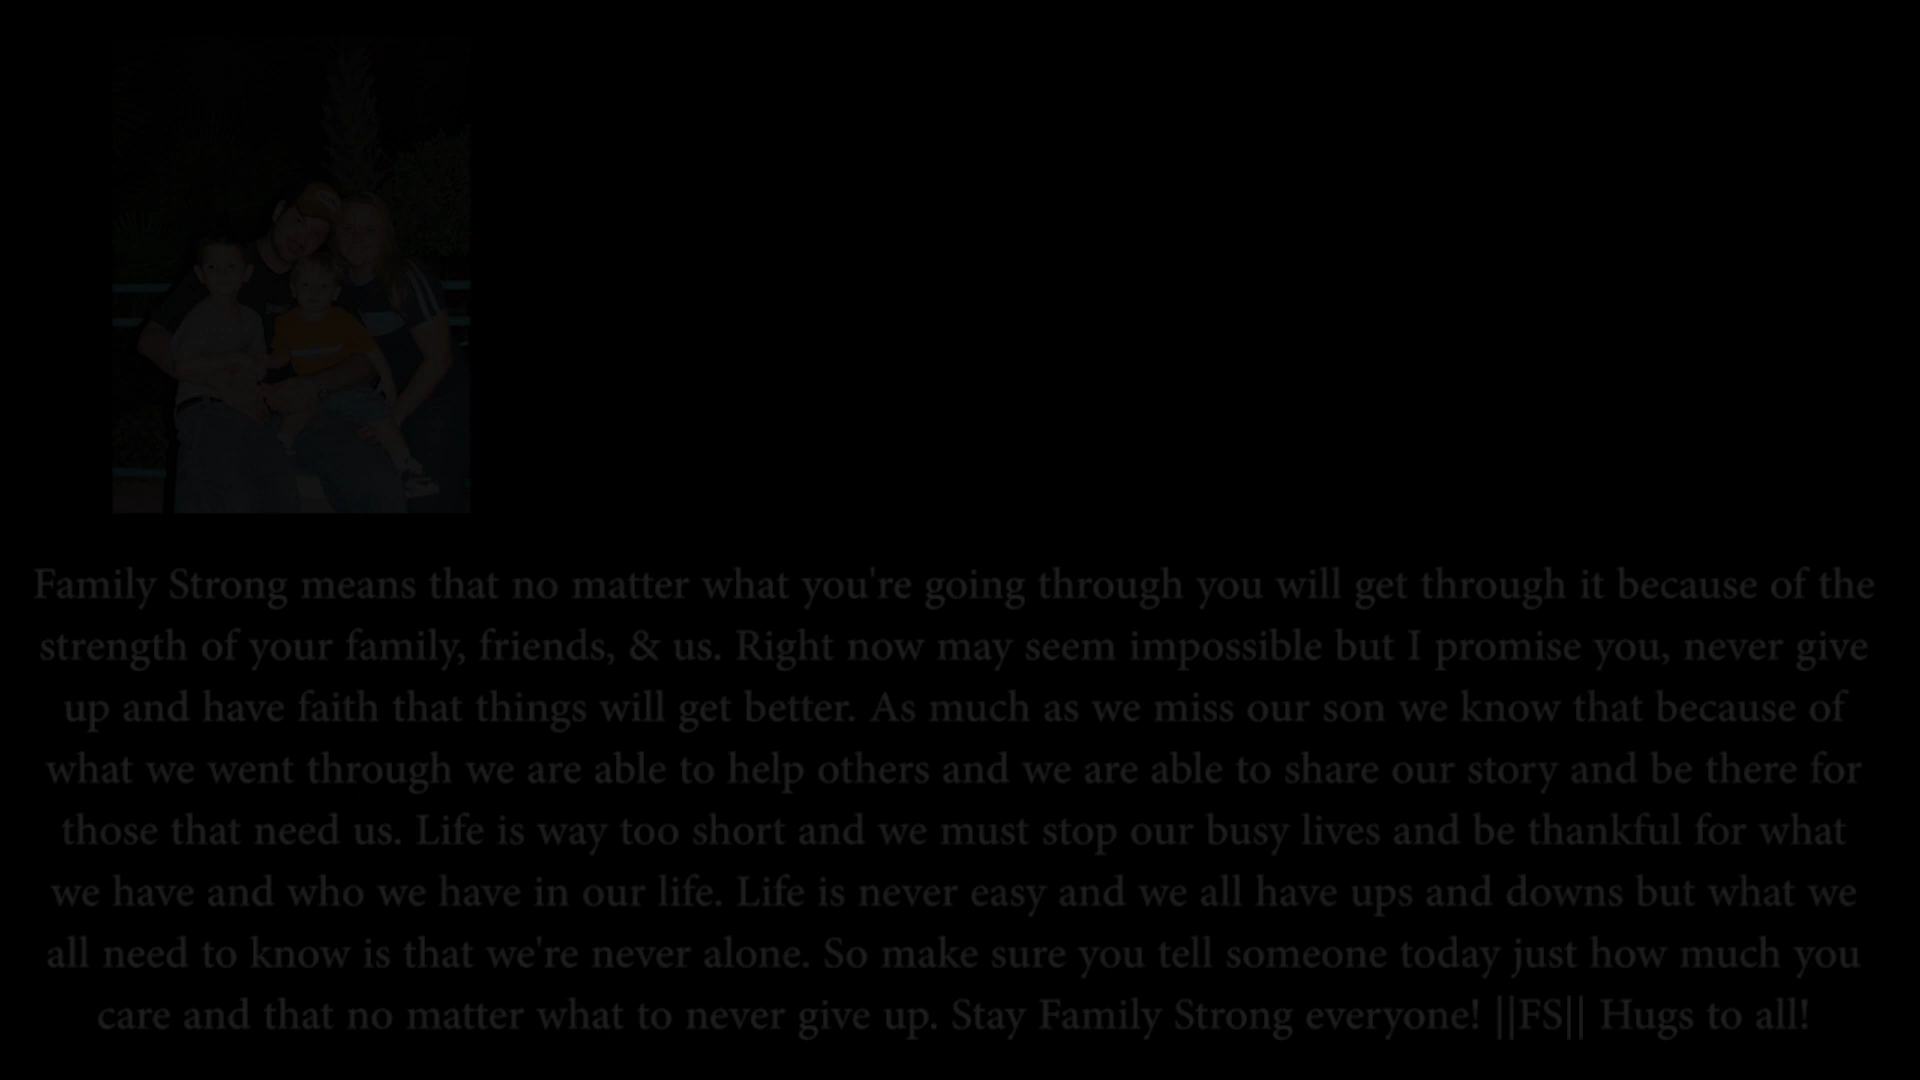 Family Strong means that no matter what you're going through you will get through it because of the
strength of your family, friends, & us. Right now may seem impossible but I promise you, never give
up and have faith that things will get better. As much as we miss our son we know that because of
what we went through we are able to help others and we are able to share our story and be there for
those that need us. Life is way too short and we must stop our busy lives and be thankful for what
we have and who we have in our life. Life is never easy and we all have ups and downs but what we
all need to know is that we're never alone. So make sure you tell someone today just how much you
care and that no matter what to never give up. Stay Family Strong everyone! ||FS|| Hugs to all!